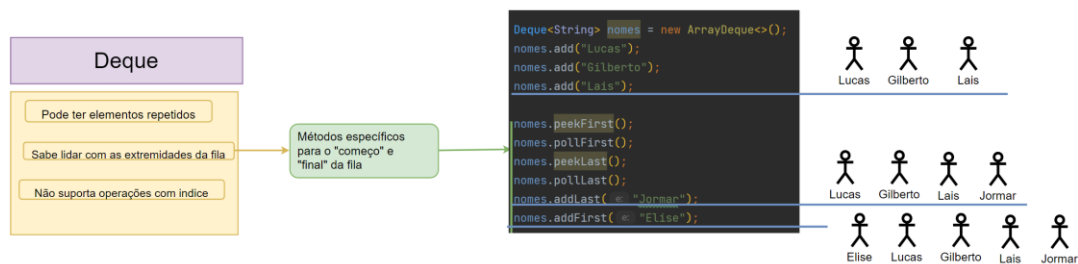 Deque
Pode ter elementos repetidos
Sabe lidar com as extremidades da fila
Não suporta operações com indice
Métodos específicos
para o "começo" e
"final" da fila
Deque<String> nomes = new ArrayDeque<>();
nomes.add("Lucas");
nomes.add("Gilberto");
nomes.add("Lais");
nomes.peekFirst();
nomes.pollFirst();
nomes.peekLast();
nomes.pollLast();
nomes.addLast( e: "Jormar");
nomes.addFirst( e: "Elise");
Lucas Gilberto Lais
Lucas Gilberto Lais Jormar
Elise Lucas Gilberto Lais Jormar